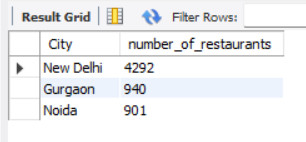 Result Grid Filter Rows:
City number_of_restaurants
New Delhi 4292
Gurgaon 940
Noida 901